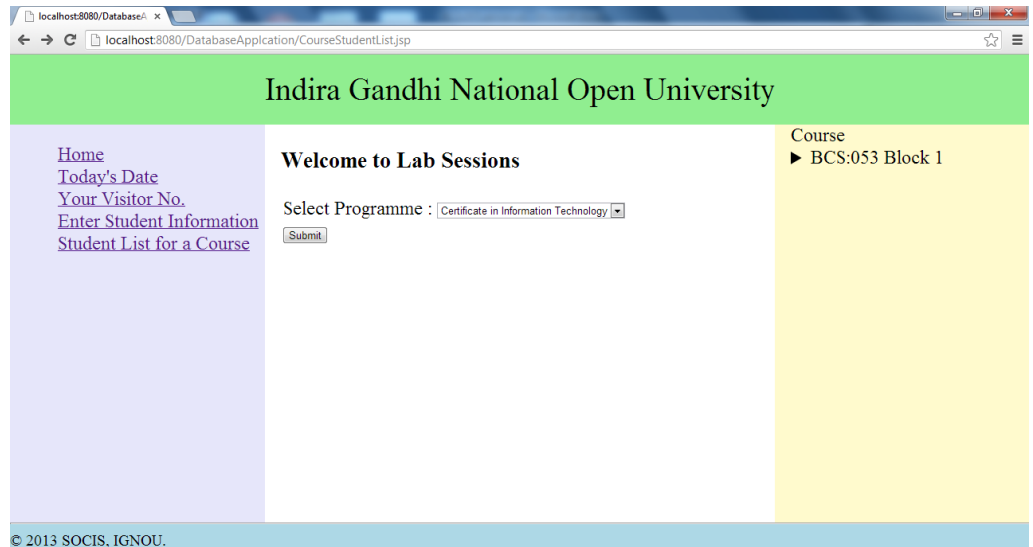 localhost:8080/DatabaseA
localhost:8080/DatabaseApplcation/CourseStudentList.jsp
Indira Gandhi National Open University
Home
Today's Date
Your Visitor No.
Enter Student Information
Student List for a Course
Welcome to Lab Sessions
Select Programme : Certificate in Information Technology
Submit
Course
BCS:053 Block 1
© 2013 SOCIS, IGNOU.